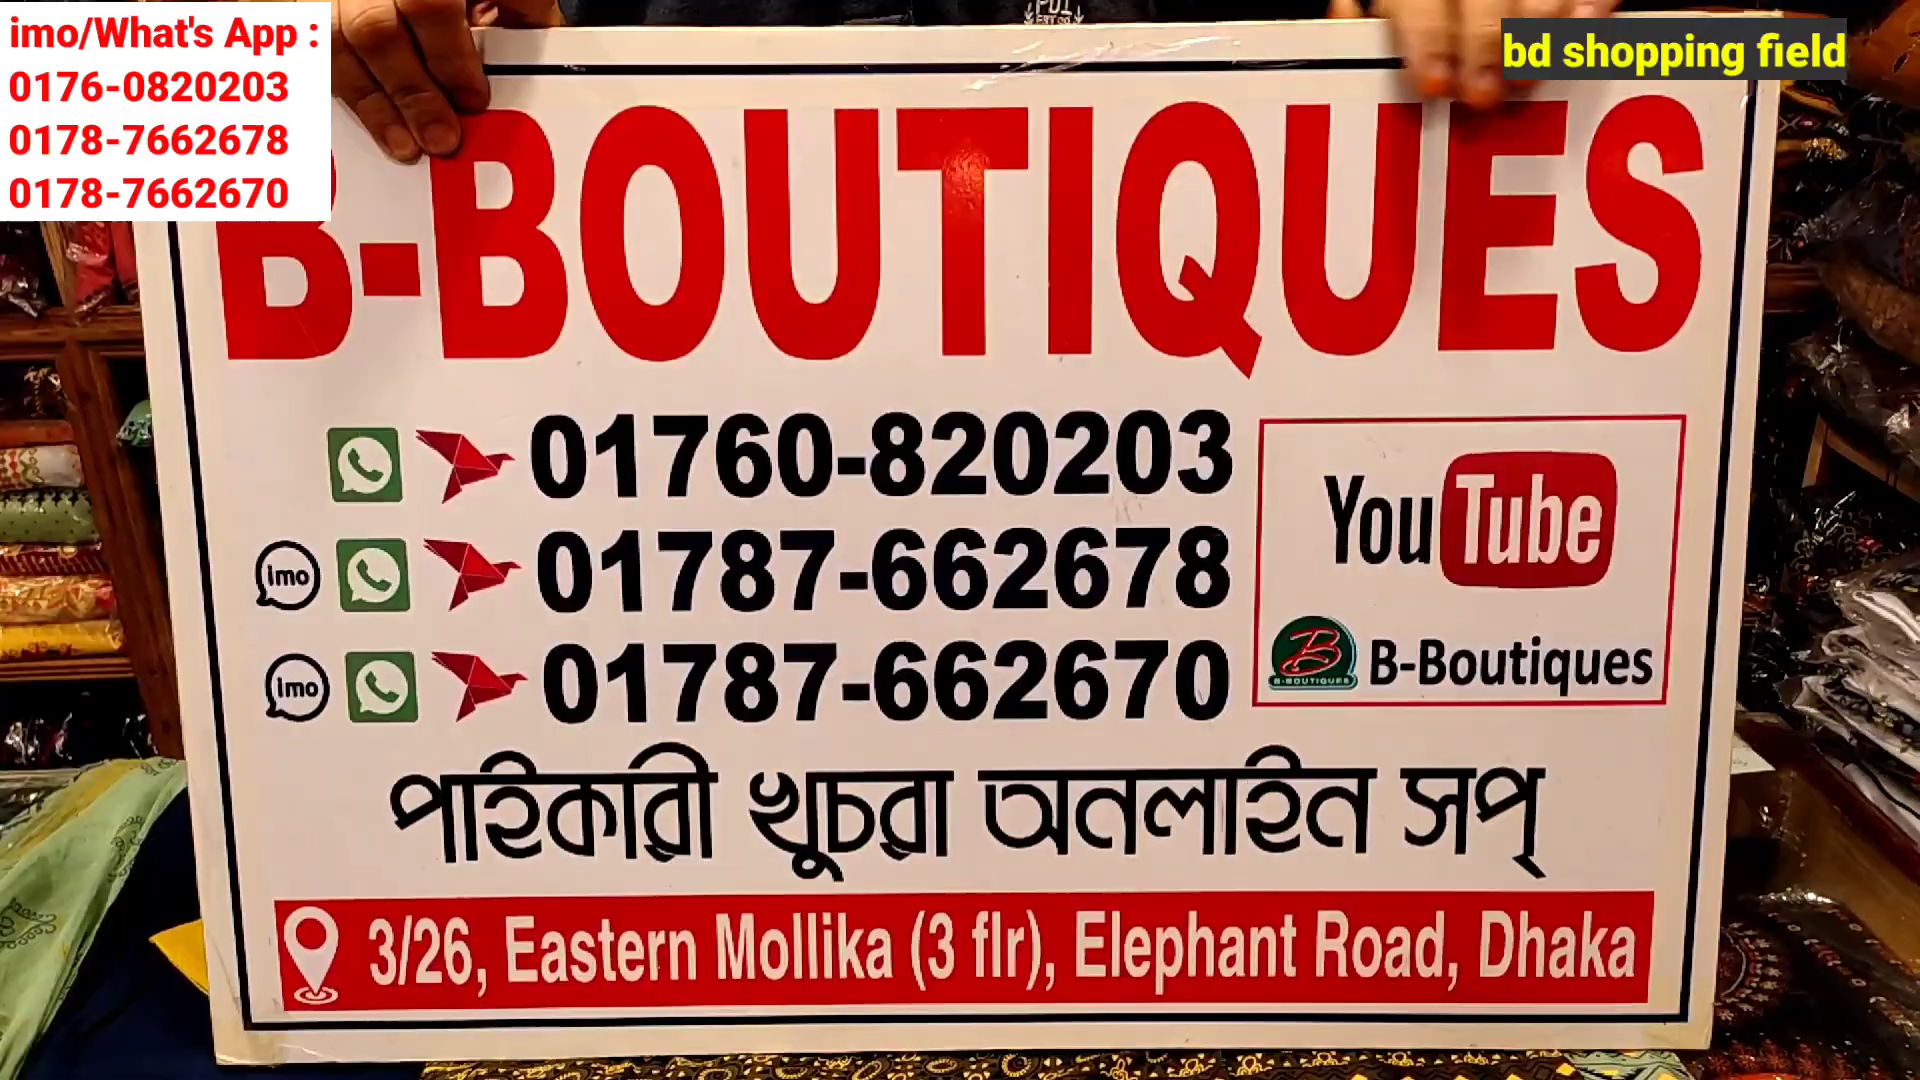 imo/What's App :
0176-0820203
0178-7662678
0178-7662670
bd shopping field
B-BOUTIQUES
01760-820203
imo 01787-662678
imo 01787-662670
YouTube
B-BOUTIQUES B-Boutiques
পাইকারী খুচরা অনলাইন সপ্
3/26, Eastern Mollika (3 flr), Elephant Road, Dhaka